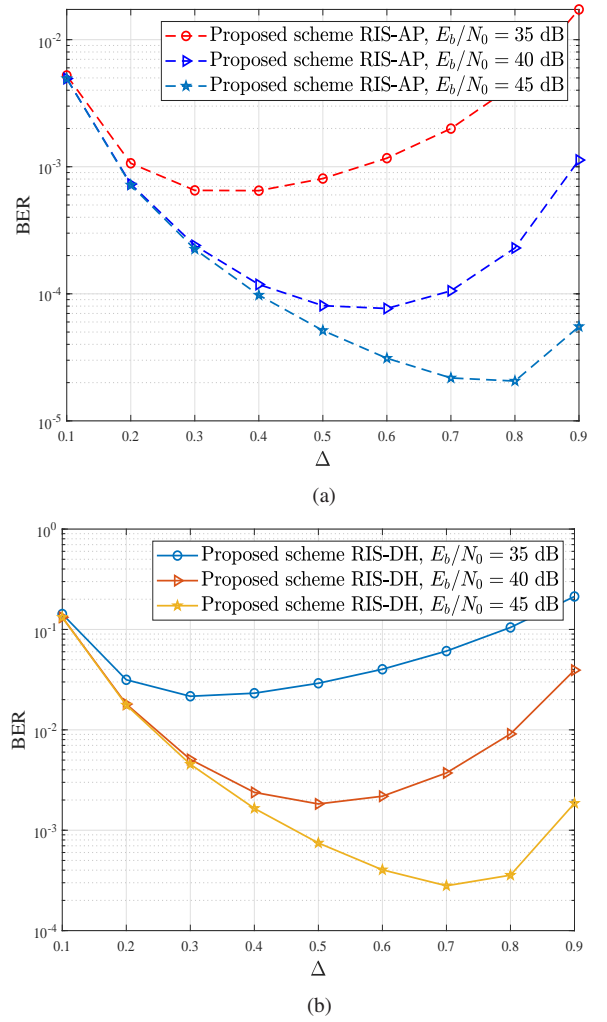 10^-2
10^-3
10^-4
10^-5
BER
Proposed scheme RIS-AP, E_b/N_0 = 35 dB
Proposed scheme RIS-AP, E_b/N_0 = 40 dB
Proposed scheme RIS-AP, E_b/N_0 = 45 dB
0.1 0.2 0.3 0.4 0.5 0.6 0.7 0.8 0.9
Δ
(a)
10^0
10^-1
10^-2
10^-3
10^-4
BER
Proposed scheme RIS-DH, E_b/N_0 = 35 dB
Proposed scheme RIS-DH, E_b/N_0 = 40 dB
Proposed scheme RIS-DH, E_b/N_0 = 45 dB
0.1 0.2 0.3 0.4 0.5 0.6 0.7 0.8 0.9
Δ
(b)